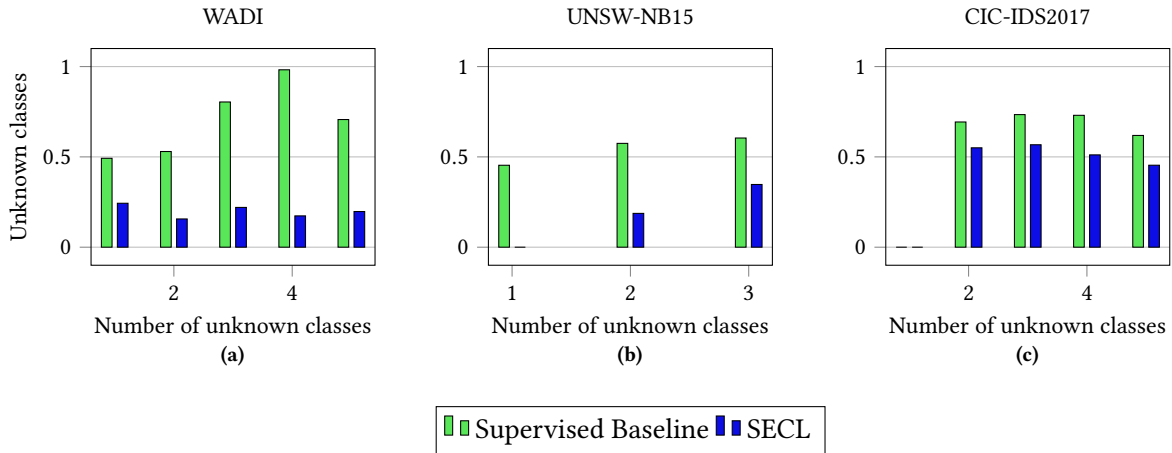 WADI
UNSW-NB15
CIC-IDS2017
Unknown classes
1
0.5
0
2
4
Number of unknown classes
(a)
1
0.5
0
1
2
3
Number of unknown classes
(b)
1
0.5
0
2
4
Number of unknown classes
(c)
Supervised Baseline SECL